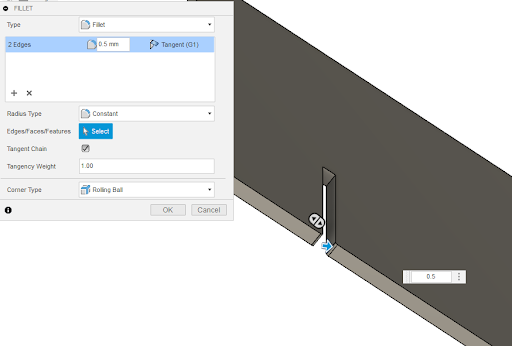 FILLET
Type Fillet
2 Edges 0.5 mm Tangent (G1)
Radius Type Constant
Edges/Faces/Features Select
Tangent Chain
Tangency Weight 1.00
Corner Type Rolling Ball
OK Cancel
0.5